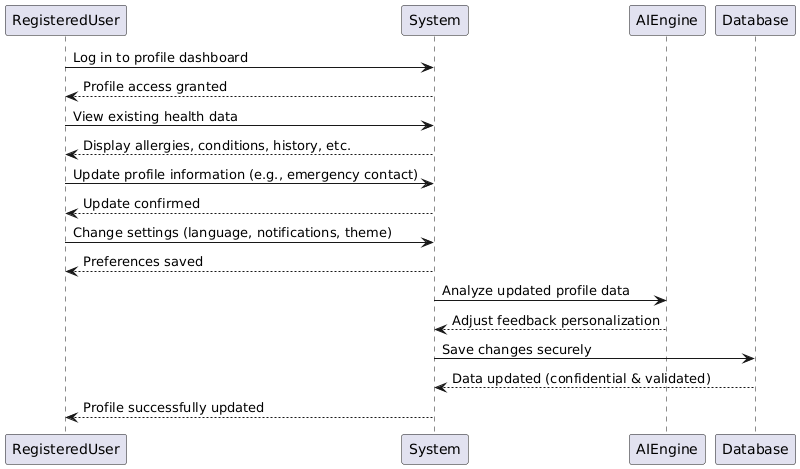 RegisteredUser System AIEngine Database
Log in to profile dashboard
Profile access granted
View existing health data
Display allergies, conditions, history, etc.
Update profile information (e.g., emergency contact)
Update confirmed
Change settings (language, notifications, theme)
Preferences saved
Analyze updated profile data
Adjust feedback personalization
Save changes securely
Data updated (confidential & validated)
Profile successfully updated
RegisteredUser System AIEngine Database